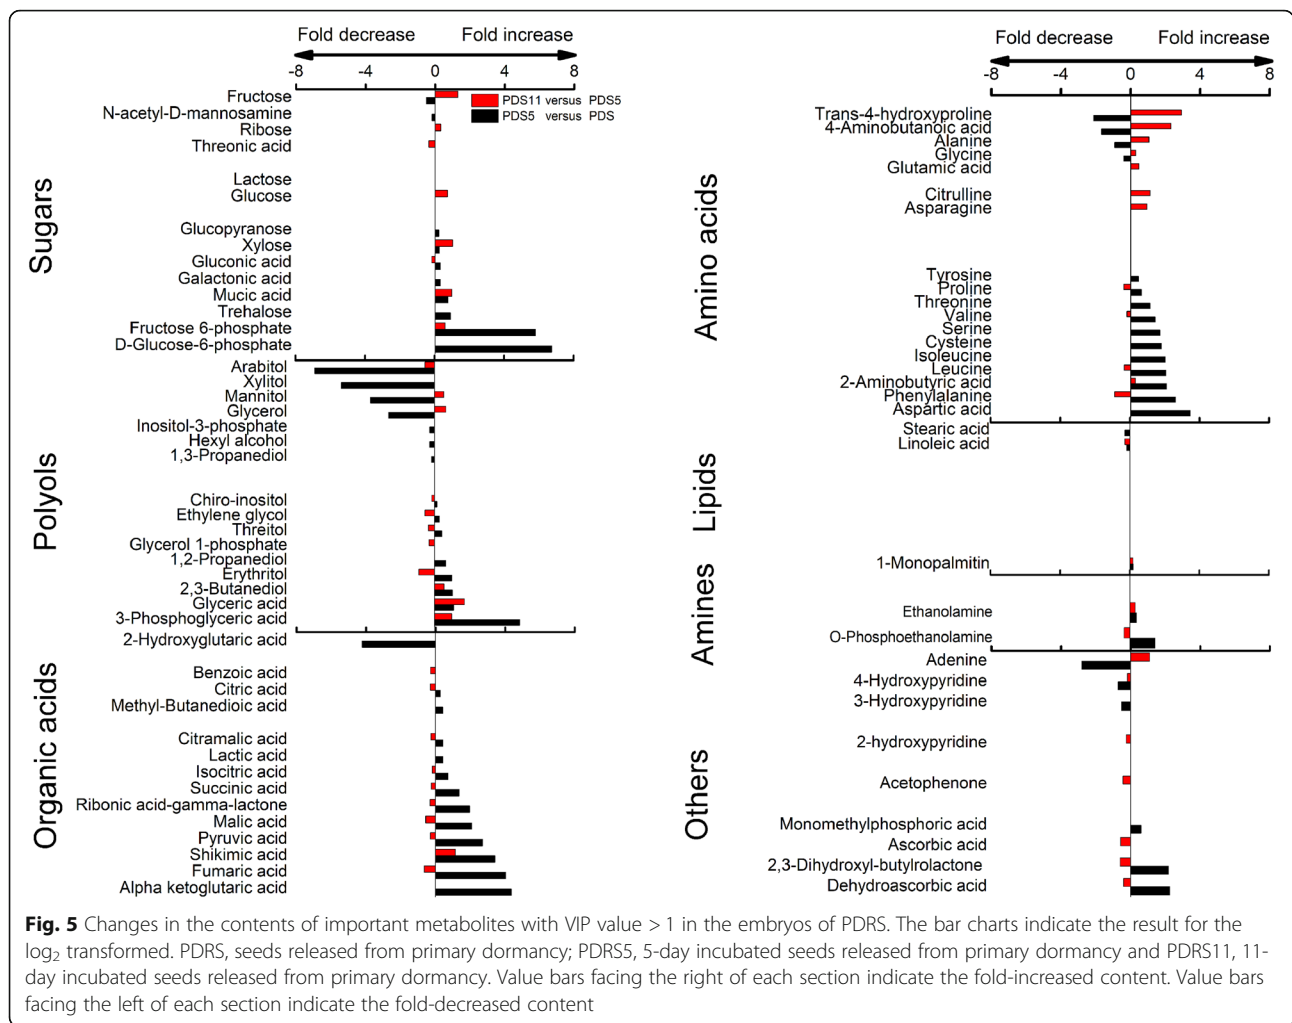 Fold decrease Fold increase
-8 -4 0 4 8
PDS11 versus PDS5
PDS5 versus PDS
Sugars
Fructose
N-acetyl-D-mannosamine
Ribose
Threonic acid
Lactose
Glucose
Glucopyranose
Xylose
Gluconic acid
Galactonic acid
Mucic acid
Trehalose
Fructose 6-phosphate
D-Glucose-6-phosphate
Polyols
Arabitol
Xylitol
Mannitol
Glycerol
Inositol-3-phosphate
Hexyl alcohol
1,3-Propanediol
Chiro-inositol
Ethylene glycol
Threitol
Glycerol 1-phosphate
1,2-Propanediol
Erythritol
2,3-Butanediol
Glyceric acid
3-Phosphoglyceric acid
Organic acids
2-Hydroxyglutaric acid
Benzoic acid
Citric acid
Methyl-Butanedioic acid
Citramalic acid
Lactic acid
Isocitric acid
Succinic acid
Ribonic acid-gamma-lactone
Malic acid
Pyruvic acid
Shikimic acid
Fumaric acid
Alpha ketoglutaric acid
Fold decrease Fold increase
-8 -4 0 4 8
Amino acids
Trans-4-hydroxyproline
4-Aminobutanoic acid
Alanine
Glycine
Glutamic acid
Citrulline
Asparagine
Tyrosine
Proline
Threonine
Valine
Serine
Cysteine
Isoleucine
Leucine
2-Aminobutyric acid
Phenylalanine
Aspartic acid
Lipids
Stearic acid
Linoleic acid
1-Monopalmitin
Amines
Ethanolamine
O-Phosphoethanolamine
Others
Adenine
4-Hydroxypyridine
3-Hydroxypyridine
2-hydroxypyridine
Acetophenone
Monomethylphosphoric acid
Ascorbic acid
2,3-Dihydroxyl-butylrolactone
Dehydroascorbic acid
Fig. 5 Changes in the contents of important metabolites with VIP value > 1 in the embryos of PDRS. The bar charts indicate the result for the
log₂ transformed. PDRS, seeds released from primary dormancy; PDRS5, 5-day incubated seeds released from primary dormancy and PDRS11, 11-
day incubated seeds released from primary dormancy. Value bars facing the right of each section indicate the fold-increased content. Value bars
facing the left of each section indicate the fold-decreased content